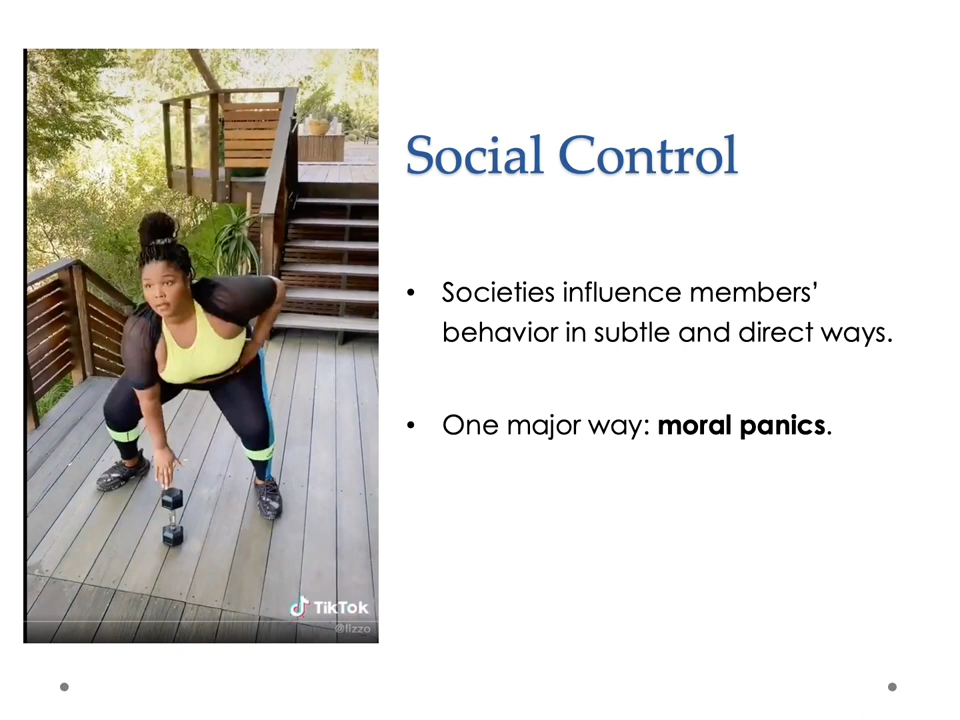 Social Control
• Societies influence members’
behavior in subtle and direct ways.
• One major way: moral panics.
TikTok
@lizzo